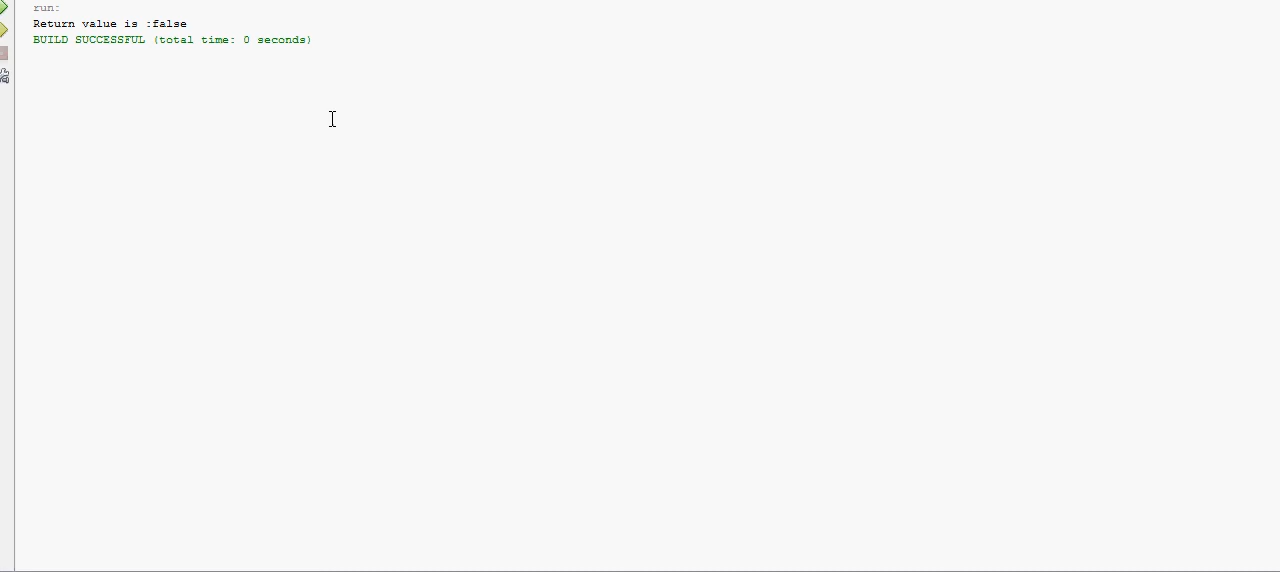 run:
Return value is :false
BUILD SUCCESSFUL (total time: 0 seconds)